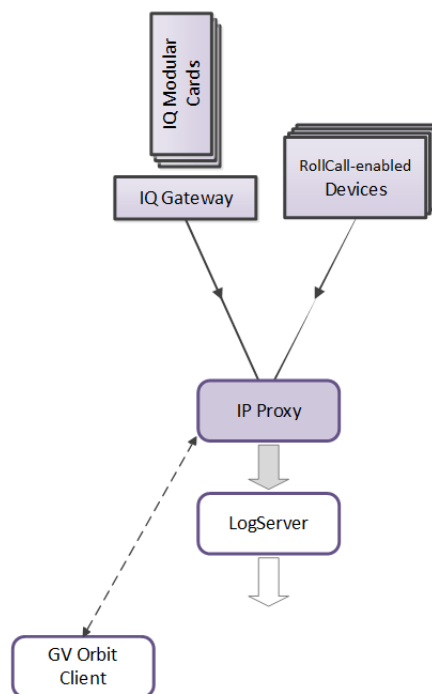 IQ Modular
Cards
IQ Gateway
RollCall-enabled
Devices
IP Proxy
LogServer
GV Orbit
Client